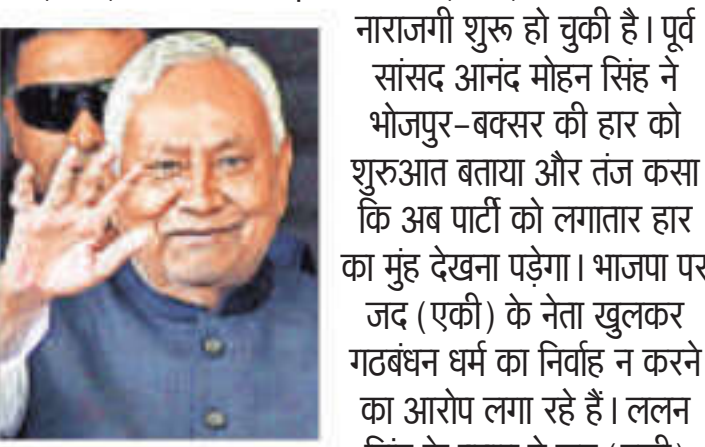 नाराजगी शुरू हो चुकी है। पूर्व
सांसद आनंद मोहन सिंह ने
भोजपुर-बक्सर की हार को
शुरुआत बताया और तंज कसा
कि अब पार्टी को लगातार हार
का मुंह देखना पड़ेगा। भाजपा पर
जद (एकी) के नेता खुलकर
गठबंधन धर्म का निर्वाह न करने
का आरोप लगा रहे हैं। ललन